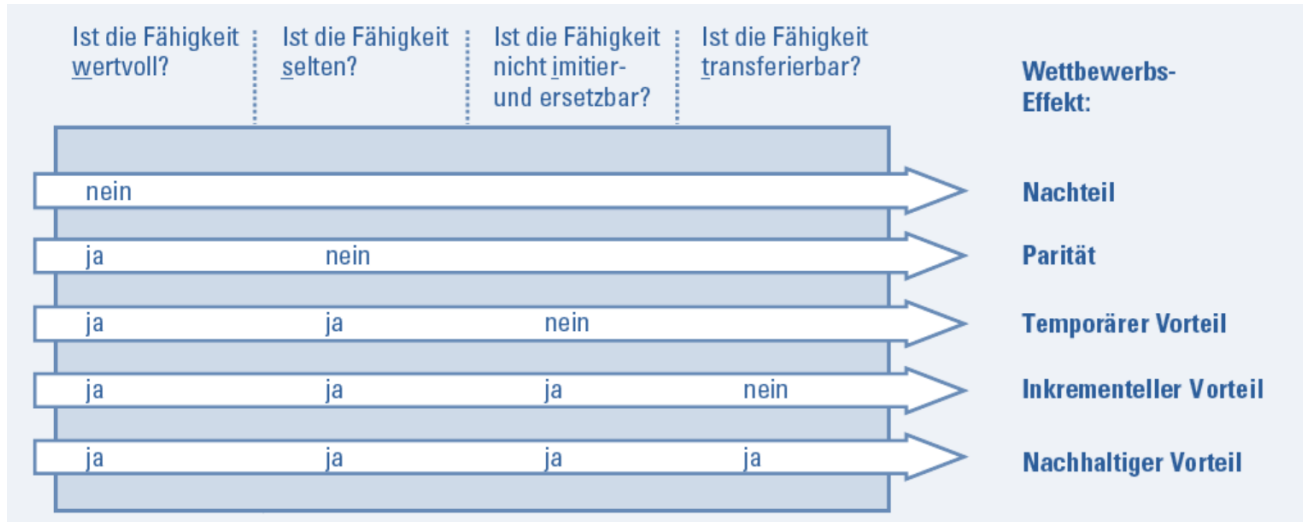 Ist die Fähigkeit
wertvoll?
Ist die Fähigkeit
selten?
Ist die Fähigkeit
nicht imitier-
und ersetzbar?
Ist die Fähigkeit
transferierbar?
Wettbewerbs-
Effekt:
nein
Nachteil
ja nein
Parität
ja ja nein
Temporärer Vorteil
ja ja ja nein
Inkrementeller Vorteil
ja ja ja ja
Nachhaltiger Vorteil